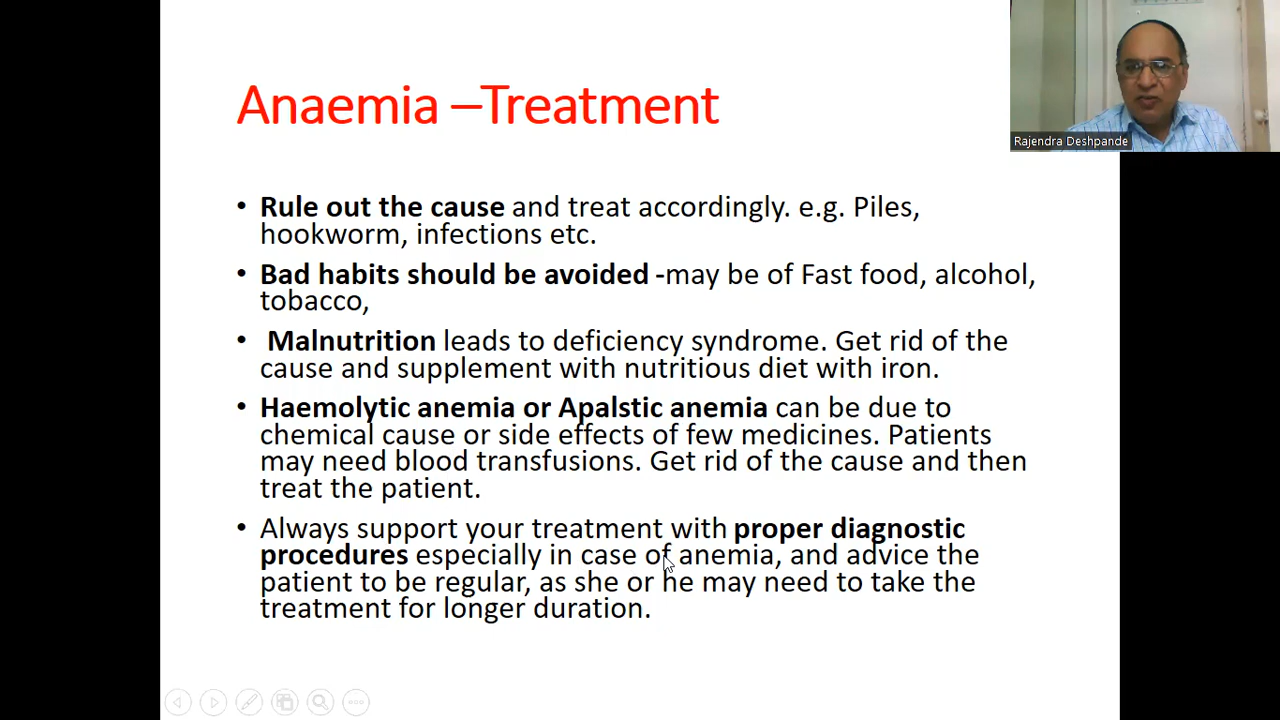 Anaemia –Treatment
Rajendra Deshpande
• Rule out the cause and treat accordingly. e.g. Piles,
hookworm, infections etc.
• Bad habits should be avoided -may be of Fast food, alcohol,
tobacco,
• Malnutrition leads to deficiency syndrome. Get rid of the
cause and supplement with nutritious diet with iron.
• Haemolytic anemia or Apalstic anemia can be due to
chemical cause or side effects of few medicines. Patients
may need blood transfusions. Get rid of the cause and then
treat the patient.
• Always support your treatment with proper diagnostic
procedures especially in case of anemia, and advice the
patient to be regular, as she or he may need to take the
treatment for longer duration.